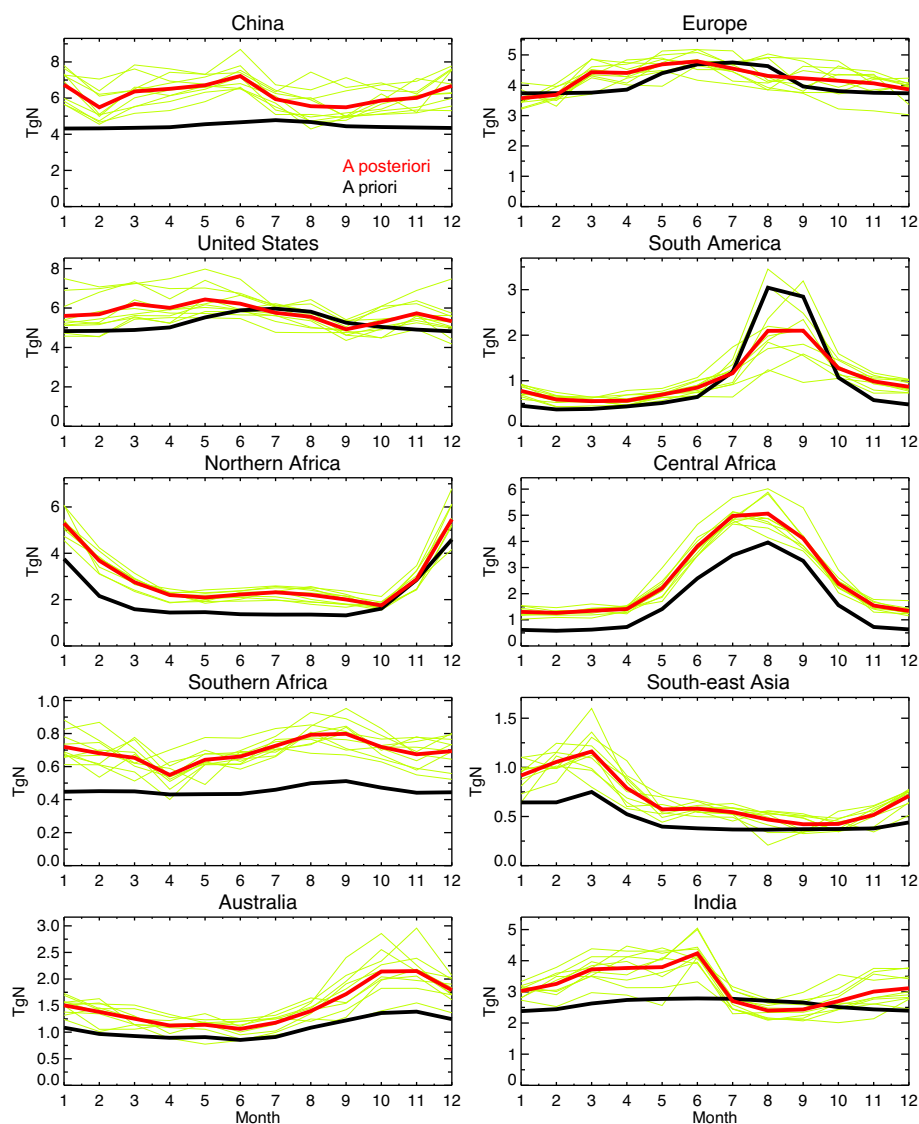 China
Europe
8
6
4
2
0
TgN
A posteriori
A priori
1 2 3 4 5 6 7 8 9 10 11 12
5
4
3
2
1
0
TgN
1 2 3 4 5 6 7 8 9 10 11 12
United States
South America
8
6
4
2
0
TgN
1 2 3 4 5 6 7 8 9 10 11 12
3
2
1
0
TgN
1 2 3 4 5 6 7 8 9 10 11 12
Northern Africa
Central Africa
6
4
2
0
TgN
1 2 3 4 5 6 7 8 9 10 11 12
6
5
4
3
2
1
0
TgN
1 2 3 4 5 6 7 8 9 10 11 12
Southern Africa
South-east Asia
1.0
0.8
0.6
0.4
0.2
0.0
TgN
1 2 3 4 5 6 7 8 9 10 11 12
1.5
1.0
0.5
0.0
TgN
1 2 3 4 5 6 7 8 9 10 11 12
Australia
India
3.0
2.5
2.0
1.5
1.0
0.5
0.0
TgN
1 2 3 4 5 6 7 8 9 10 11 12
Month
5
4
3
2
1
0
TgN
1 2 3 4 5 6 7 8 9 10 11 12
Month